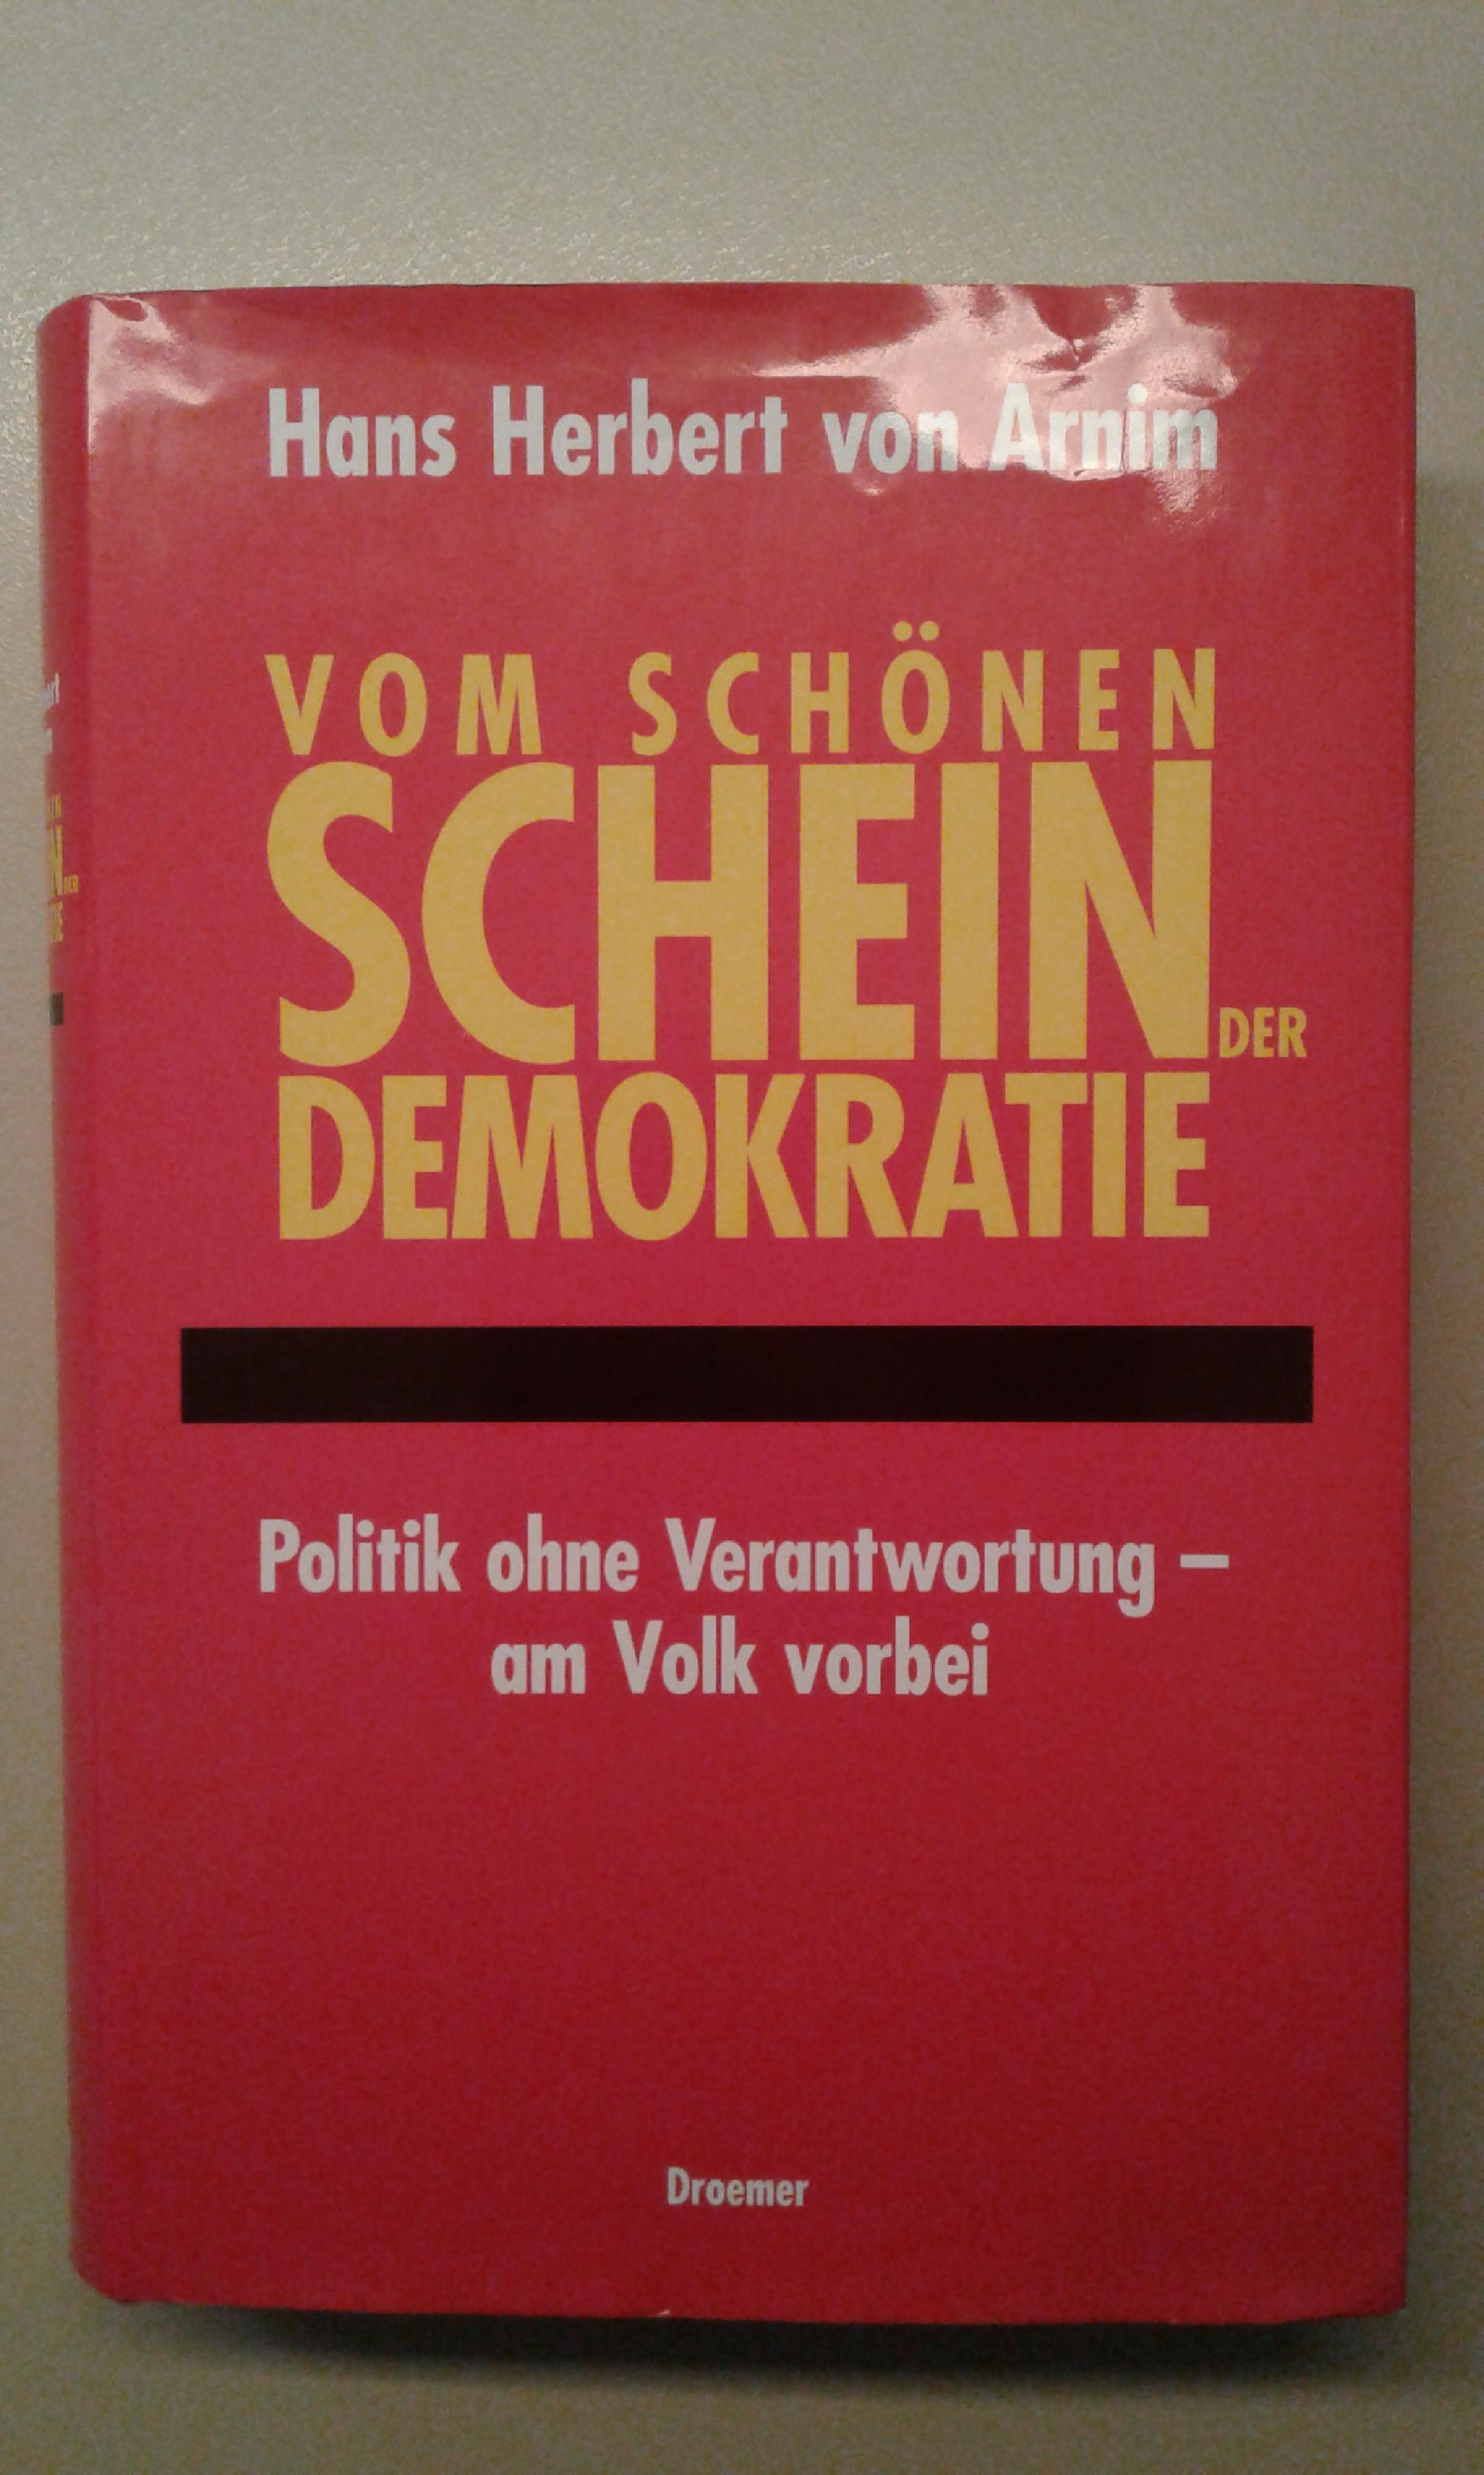 Hans Herbert von Arnim
VOM SCHÖNEN
SCHEIN DER
DEMOKRATIE
Politik ohne Verantwortung –
am Volk vorbei
Droemer